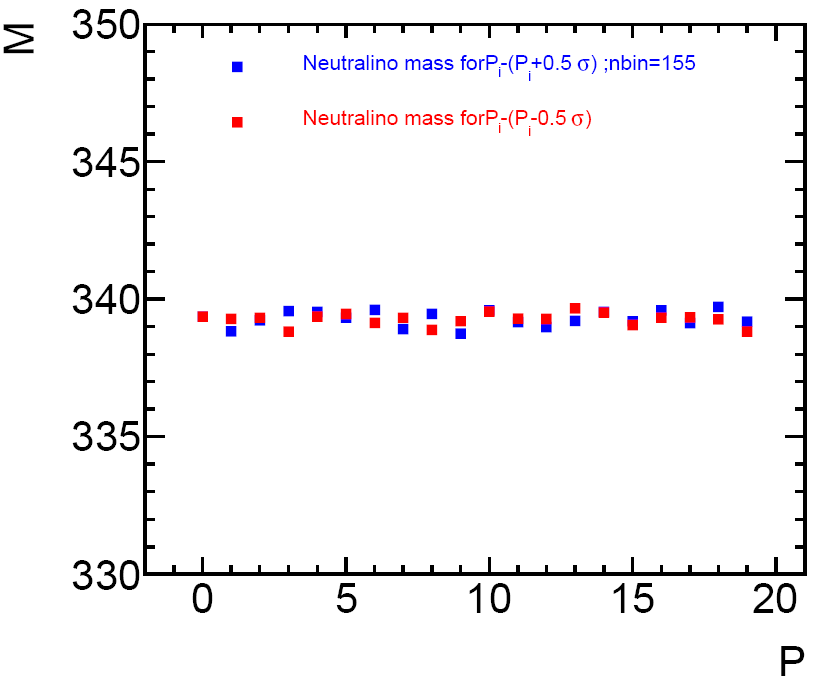 M
350
345
340
335
330
Neutralino mass forPi-(Pi+0.5 σ) ;nbin=155
Neutralino mass forPi-(Pi-0.5 σ)
0 5 10 15 20
P